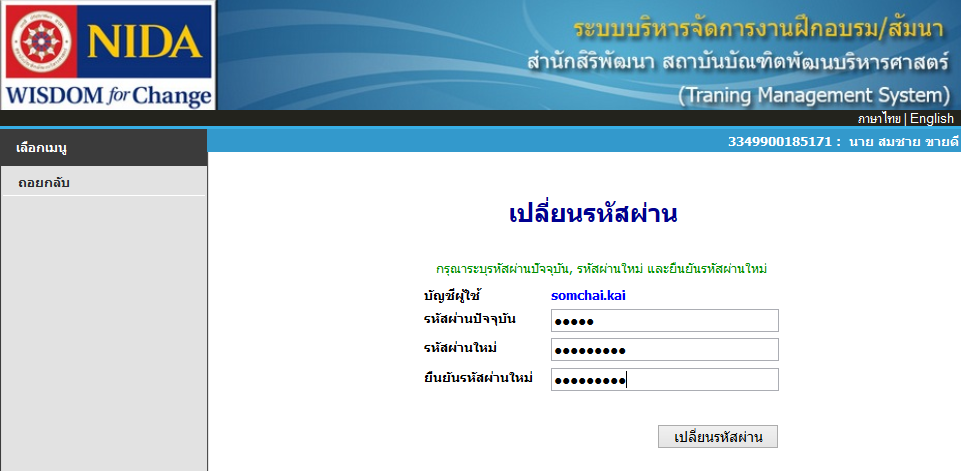 NIDA
WISDOM for Change
ระบบบริหารจัดการงานฝึกอบรม/สัมนา
สำนักสิริพัฒนา สถาบันบัณฑิตพัฒนบริหารศาสตร์
(Traning Management System)
ภาษาไทย | English
เลือกเมนู
3349900185171 : นาย สมชาย ขายดี
ถอยกลับ
เปลี่ยนรหัสผ่าน
กรุณาระบุรหัสผ่านปัจจุบัน, รหัสผ่านใหม่ และยืนยันรหัสผ่านใหม่
บัญชีผู้ใช้ somchai.kai
รหัสผ่านปัจจุบัน
รหัสผ่านใหม่
ยืนยันรหัสผ่านใหม่
เปลี่ยนรหัสผ่าน